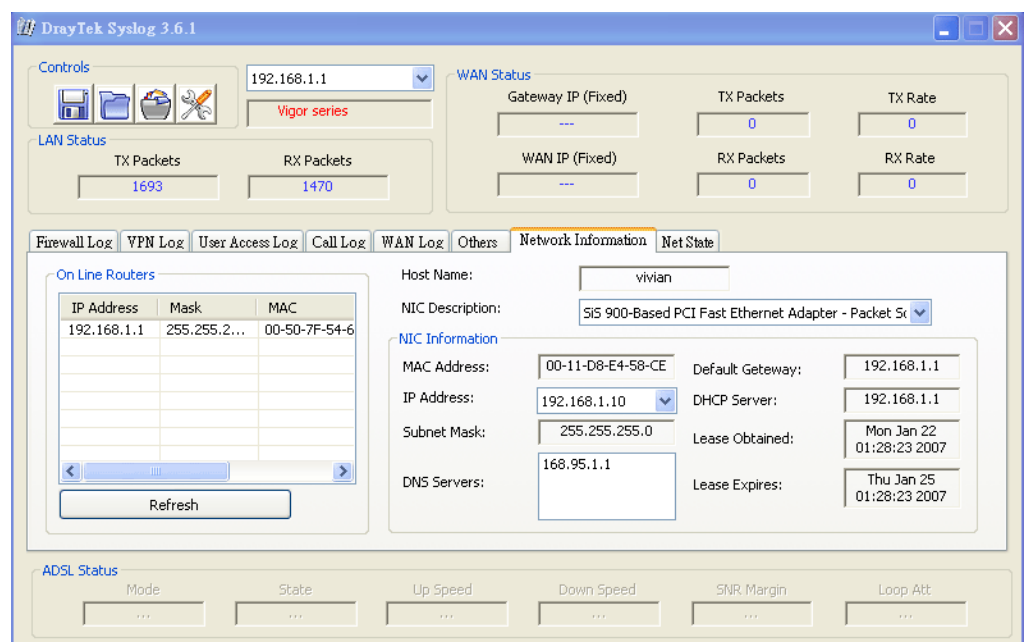 DrayTek Syslog 3.6.1
Controls
192.168.1.1
Vigor series
WAN Status
Gateway IP (Fixed)
TX Packets
TX Rate
---
0
0
WAN IP (Fixed)
RX Packets
RX Rate
---
0
0
LAN Status
TX Packets
RX Packets
1693
1470
Firewall Log
VPN Log
User Access Log
Call Log
WAN Log
Others
Network Information
Net State
On Line Routers
IP Address
Mask
MAC
192.168.1.1
255.255.2...
00-50-7F-54-6
Refresh
Host Name:
vivian
NIC Description:
SiS 900-Based PCI Fast Ethernet Adapter - Packet Sc
NIC Information
MAC Address:
00-11-D8-E4-58-CE
IP Address:
192.168.1.10
Subnet Mask:
255.255.255.0
DNS Servers:
168.95.1.1
Default Geteway:
192.168.1.1
DHCP Server:
192.168.1.1
Lease Obtained:
Mon Jan 22
01:28:23 2007
Lease Expires:
Thu Jan 25
01:28:23 2007
ADSL Status
Mode
State
Up Speed
Down Speed
SNR Margin
Loop Att
...
...
...
...
...
...